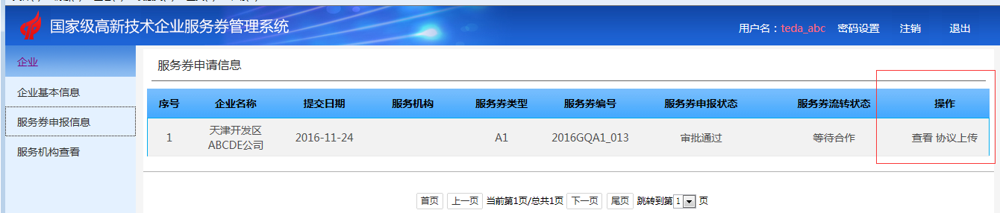 国家级高新技术企业服务券管理系统
用户名：teda_abc 密码设置 注销 退出
企业
企业基本信息
服务券申报信息
服务机构查看
服务券申请信息
序号 企业名称 提交日期 服务机构 服务券类型 服务券编号 服务券申报状态 服务券流转状态 操作
1 天津开发区 2016-11-24 A1 2016GQA1_013 审批通过 等待合作 查看 协议上传
ABCDE公司
首页 上一页 当前第1页/总共1页 下一页 尾页 跳转到第 1 页